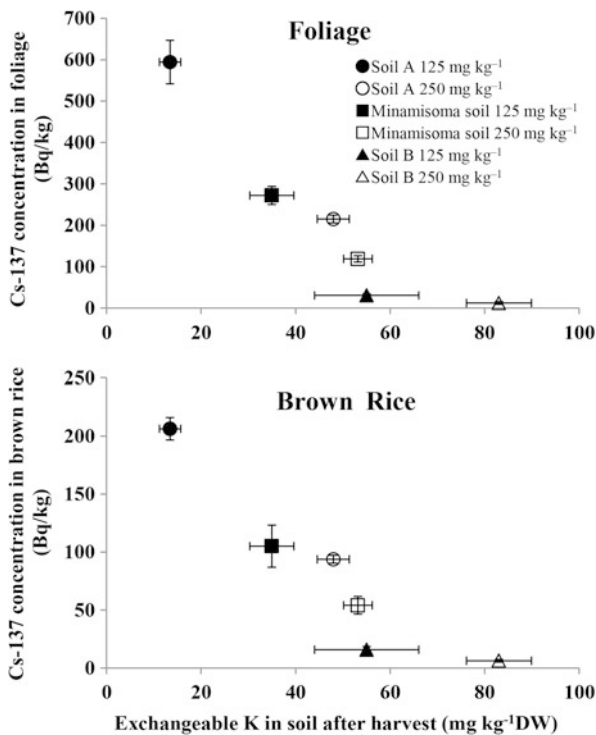 Foliage
Cs-137 concentration in foliage
(Bq/kg)
700
600
500
400
300
200
100
0
Soil A 125 mg kg⁻¹
Soil A 250 mg kg⁻¹
Minamisoma soil 125 mg kg⁻¹
Minamisoma soil 250 mg kg⁻¹
Soil B 125 mg kg⁻¹
Soil B 250 mg kg⁻¹
0 20 40 60 80 100
Brown Rice
Cs-137 concentration in brown rice
(Bq/kg)
250
200
150
100
50
0
0 20 40 60 80 100
Exchangeable K in soil after harvest (mg kg⁻¹DW)